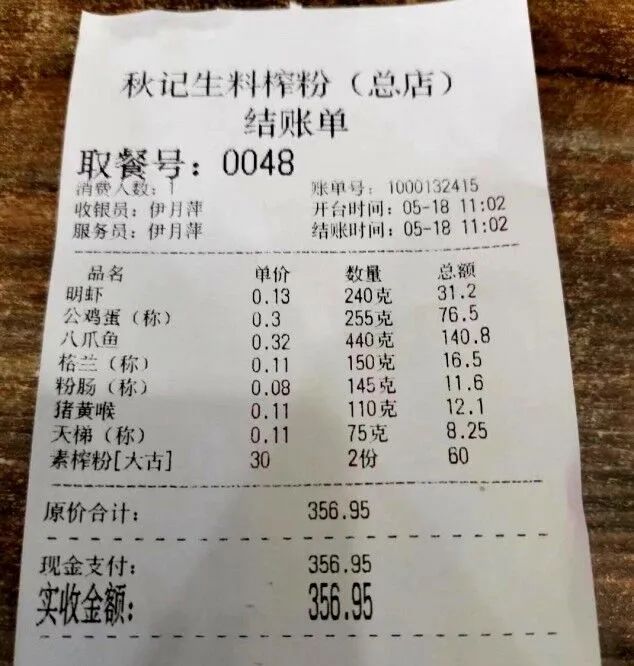 秋记生料榨粉（总店）
结账单
取餐号：0048
消费人数：1 账单号：1000132415
收银员：伊月萍 开台时间：05-18 11:02
服务员：伊月萍 结账时间：05-18 11:02
品名 单价 数量 总额
明虾 0.13 240克 31.2
公鸡蛋（称） 0.3 255克 76.5
八爪鱼 0.32 440克 140.8
格兰（称） 0.11 150克 16.5
粉肠（称） 0.08 145克 11.6
猪黄喉 0.11 110克 12.1
天梯（称） 0.11 75克 8.25
素榨粉[大古] 30 2份 60
原价合计： 356.95
现金支付： 356.95
实收金额： 356.95